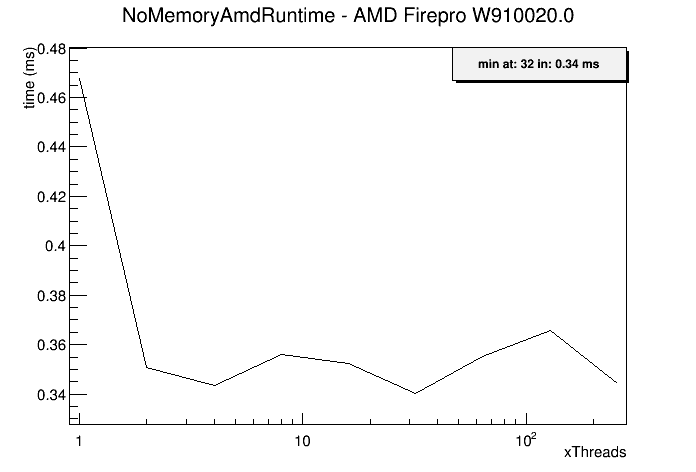 NoMemoryAmdRuntime - AMD Firepro W910020.0
time (ms)
min at: 32 in: 0.34 ms
0.48
0.46
0.44
0.42
0.4
0.38
0.36
0.34
1 10 10²
xThreads